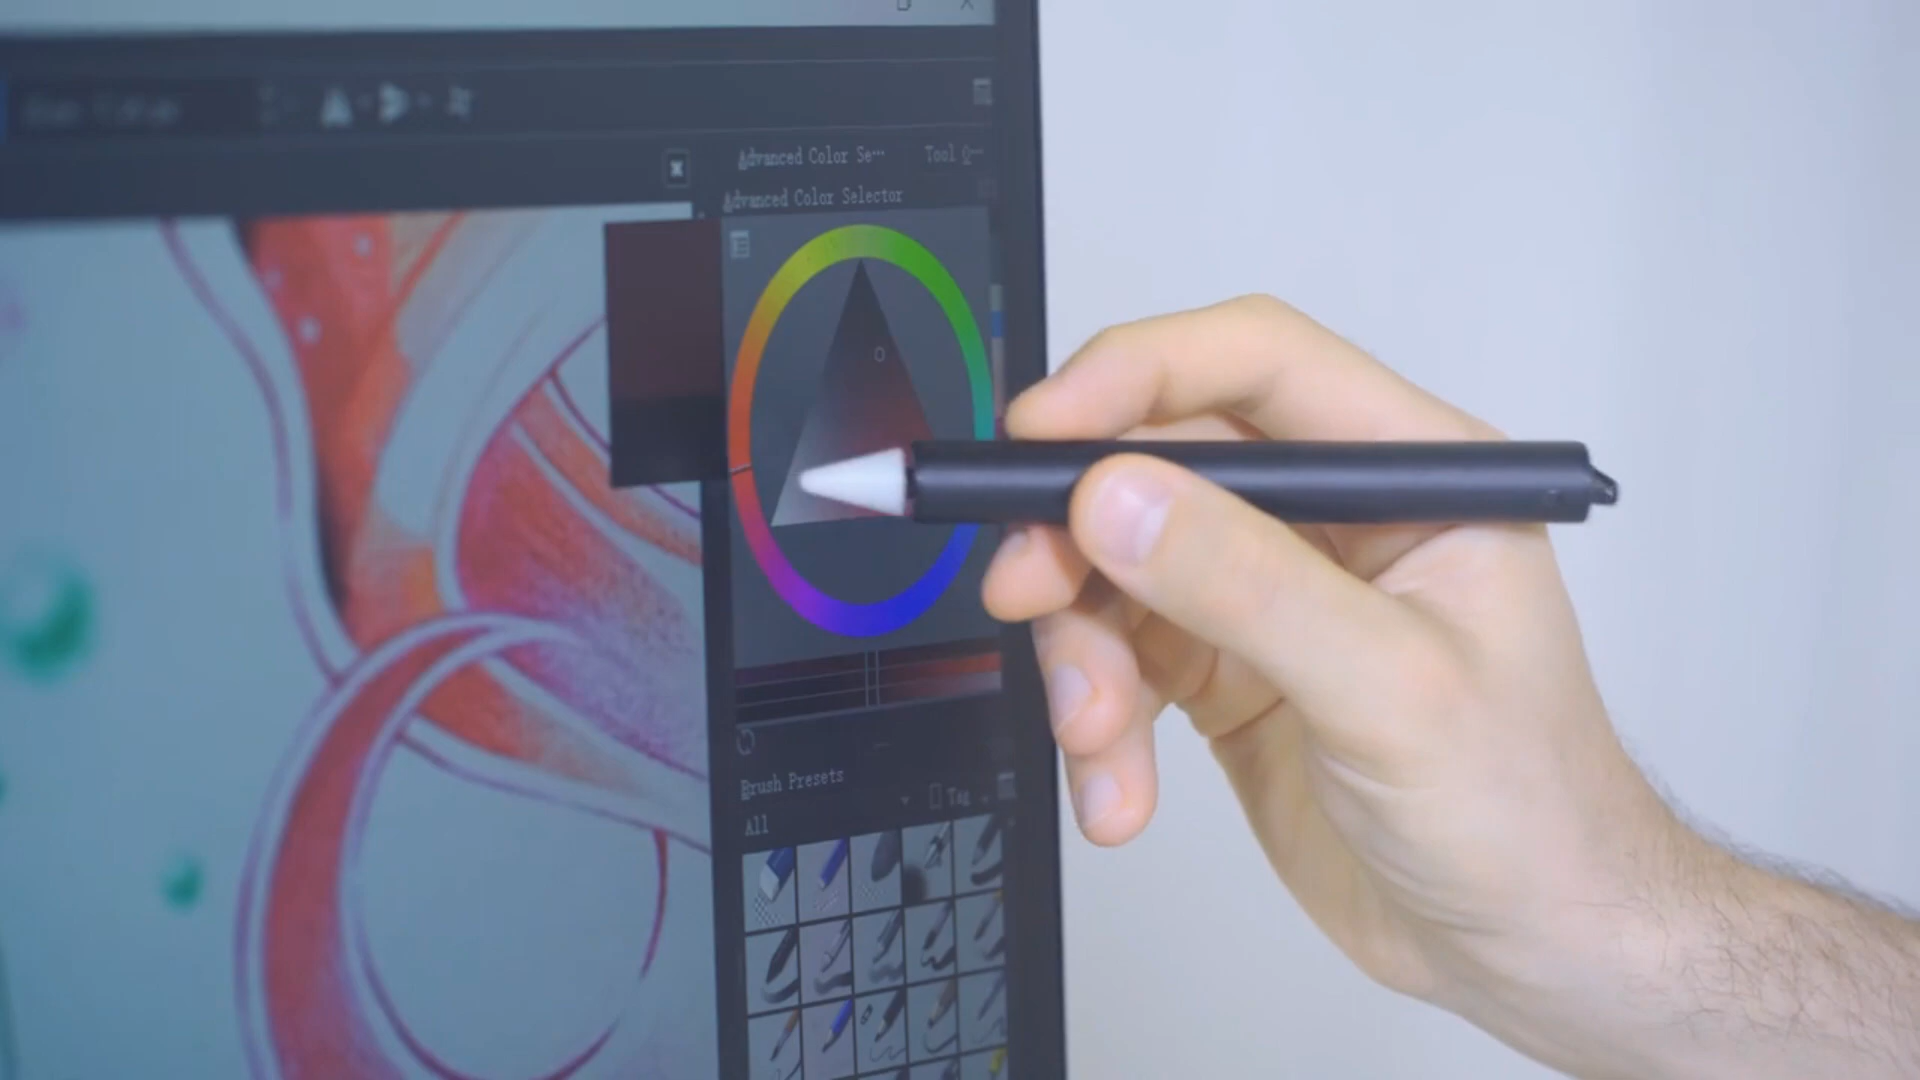 Advanced Color Se… Tool O…
Advanced Color Selector
Brush Presets
Tag
All